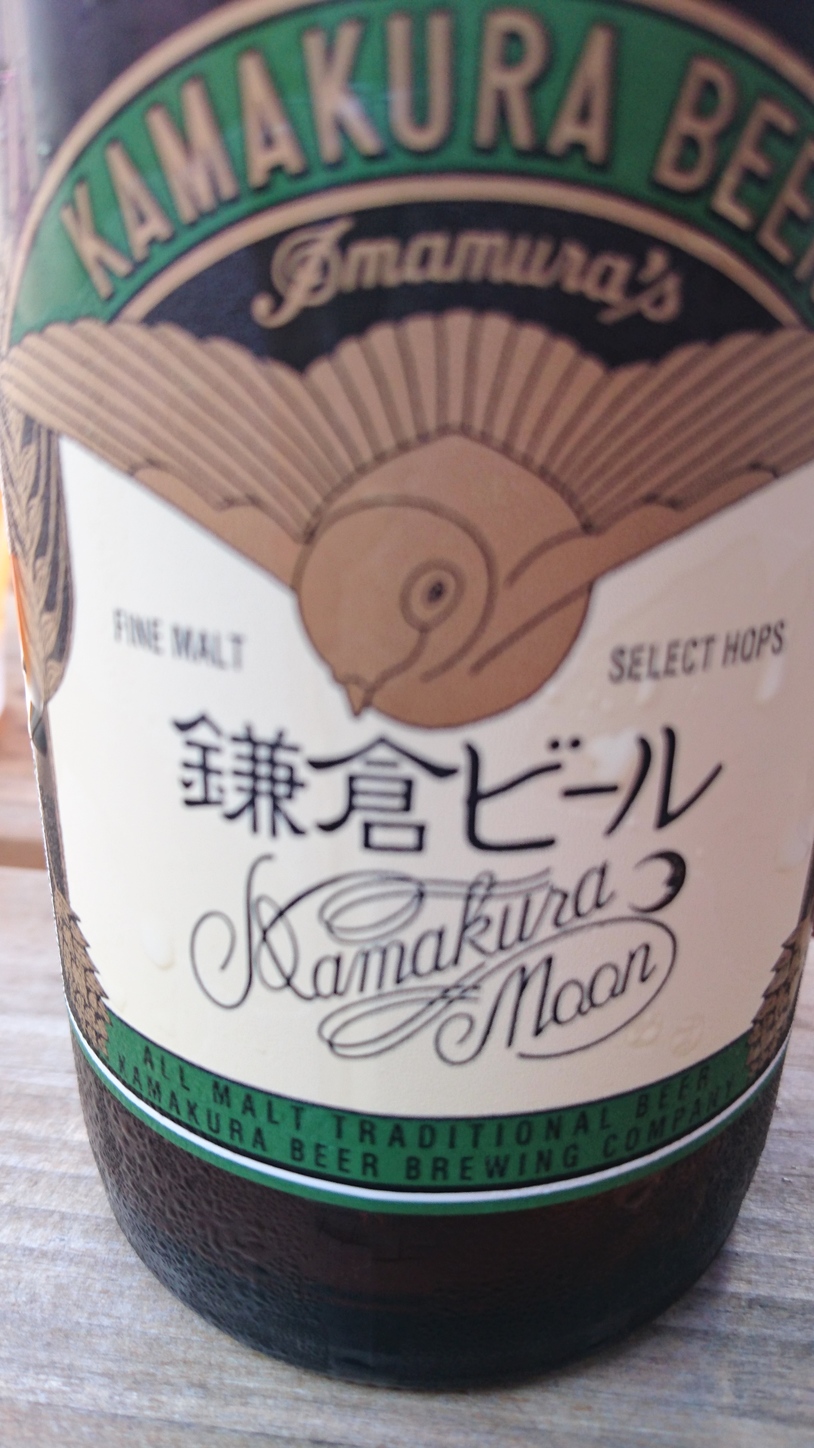 KAMAKURA BEER
Imamura's
FINE MALT
SELECT HOPS
鎌倉ビール
Kamakura
Moon
ALL MALT TRADITIONAL BEER
KAMAKURA BEER BREWING COMPANY